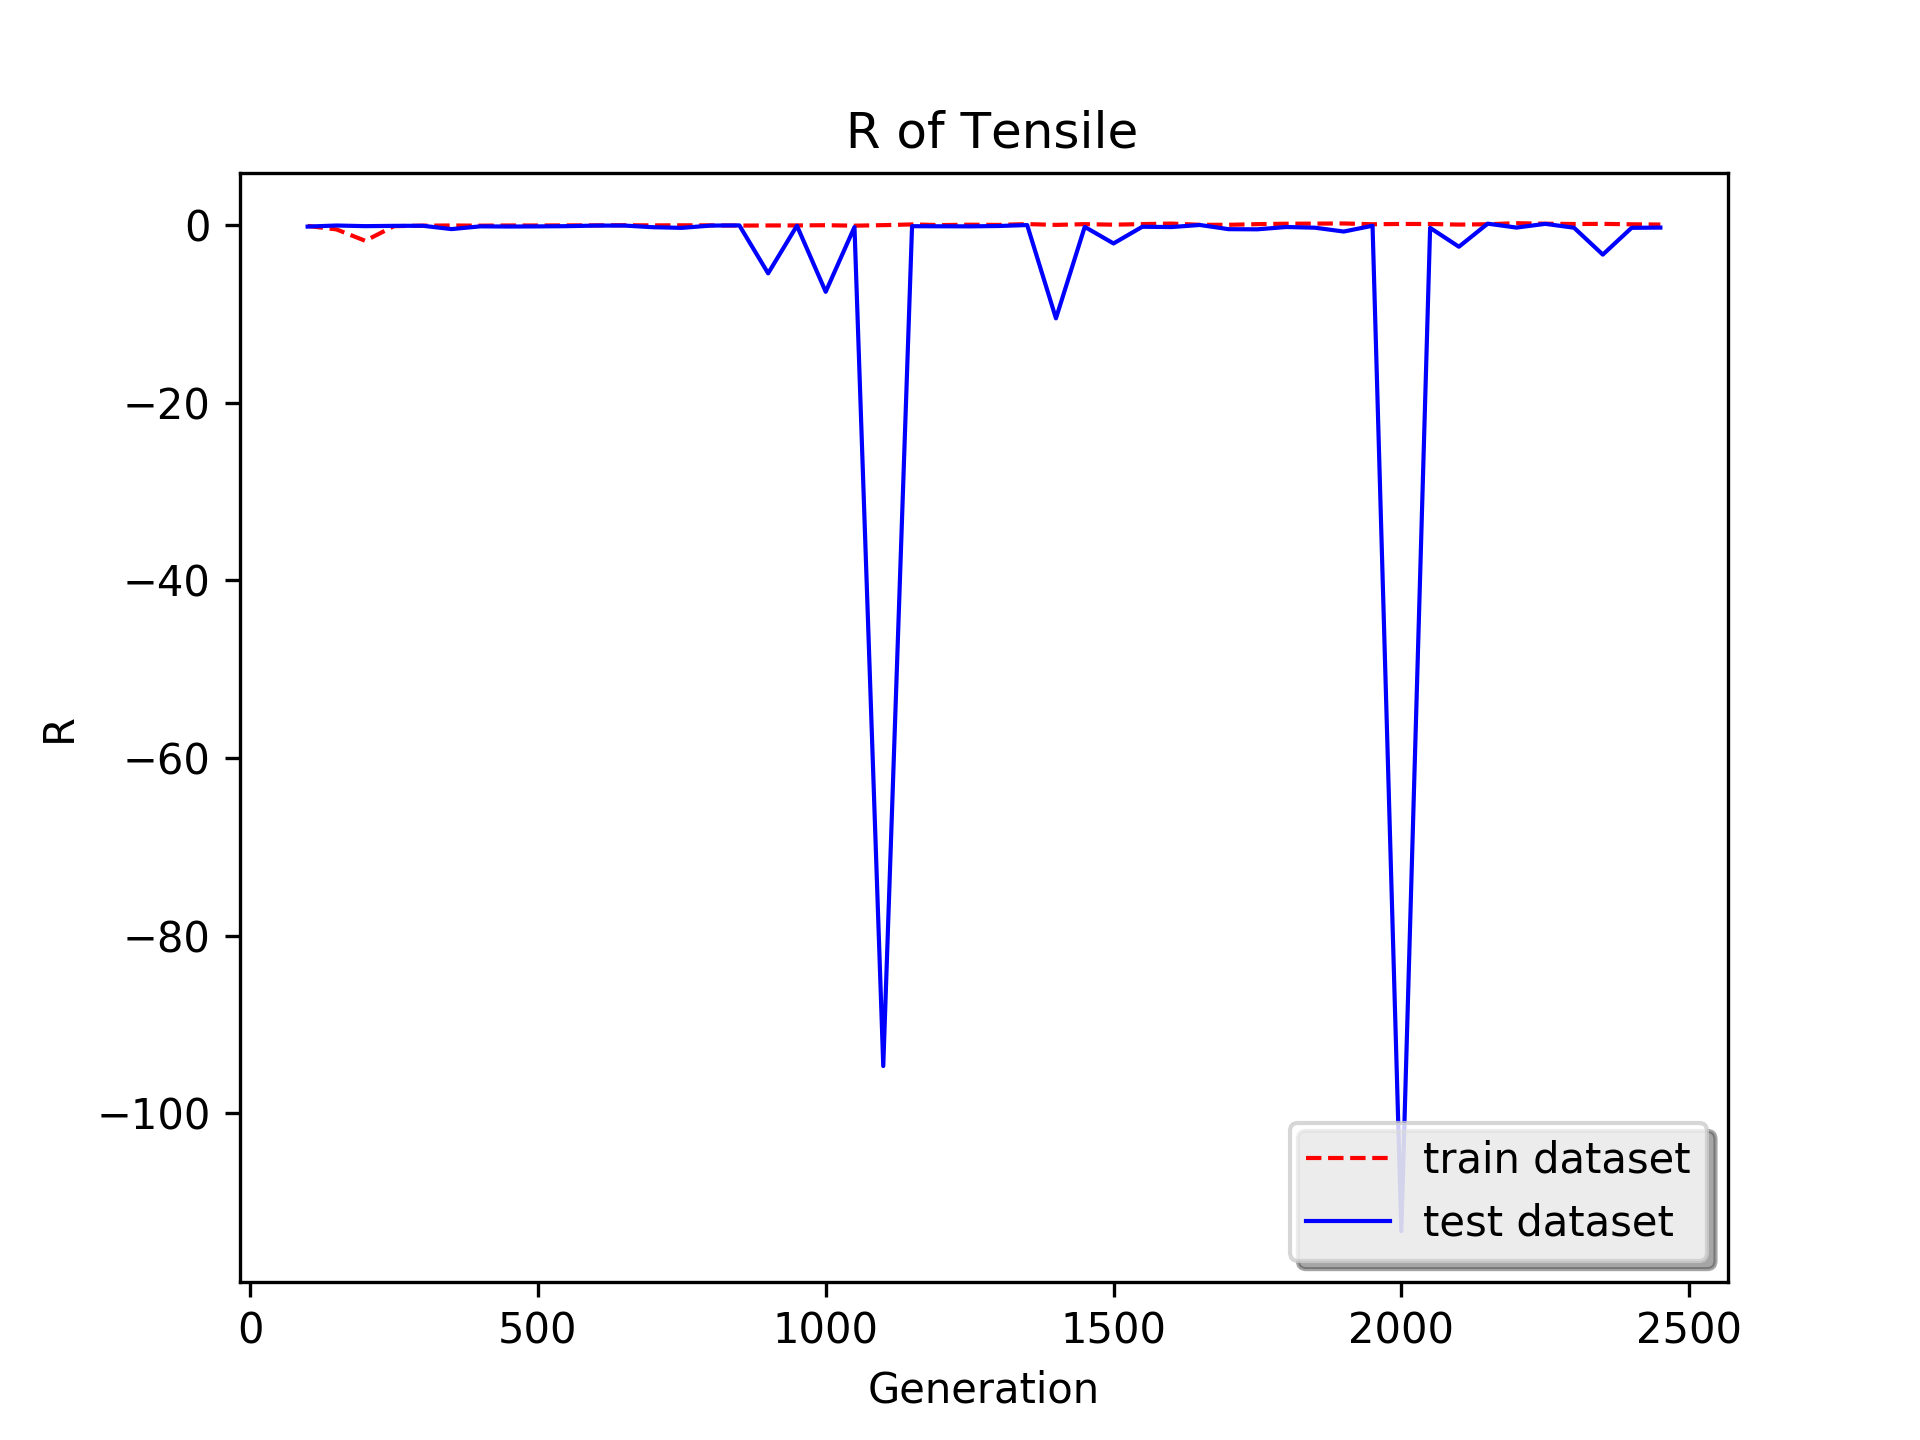 R of Tensile
0
−20
−40
−60
−80
−100
R
train dataset
test dataset
0 500 1000 1500 2000 2500
Generation